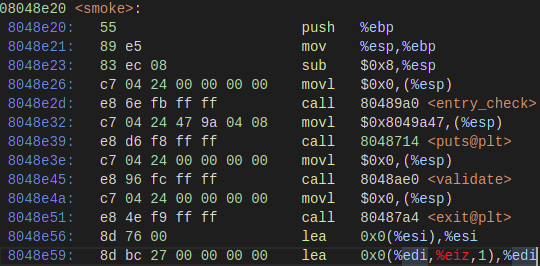 08048e20 <smoke>:
8048e20: 55 push %ebp
8048e21: 89 e5 mov %esp,%ebp
8048e23: 83 ec 08 sub $0x8,%esp
8048e26: c7 04 24 00 00 00 00 movl $0x0,(%esp)
8048e2d: e8 6e fb ff ff call 80489a0 <entry_check>
8048e32: c7 04 24 47 9a 04 08 movl $0x8049a47,(%esp)
8048e39: e8 d6 f8 ff ff call 8048714 <puts@plt>
8048e3e: c7 04 24 00 00 00 00 movl $0x0,(%esp)
8048e45: e8 96 fc ff ff call 8048ae0 <validate>
8048e4a: c7 04 24 00 00 00 00 movl $0x0,(%esp)
8048e51: e8 4e f9 ff ff call 80487a4 <exit@plt>
8048e56: 8d 76 00 lea 0x0(%esi),%esi
8048e59: 8d bc 27 00 00 00 00 lea 0x0(%edi,%eiz,1),%edi